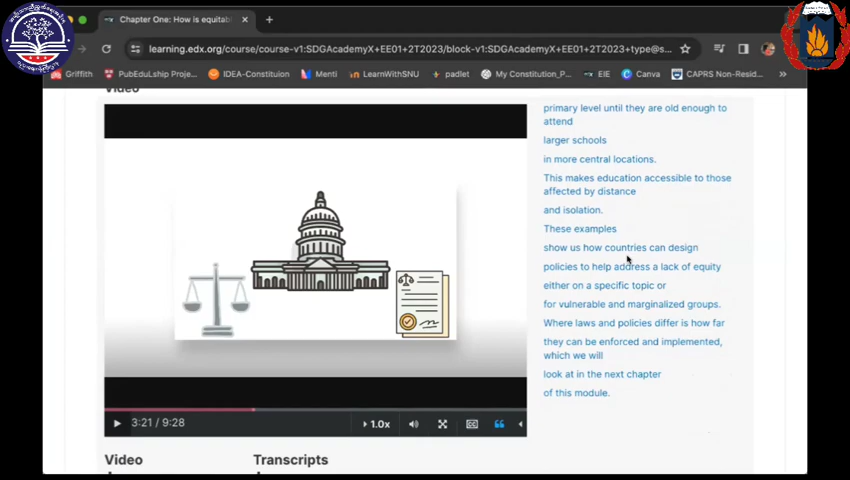 Chapter One: How is equitabl
learning.edx.org/course/course-v1:SDGAcademyX+EE01+2T2023/block-v1:SDGAcademyX+EE01+2T2023+type@s...
Griffith
PubEduLship Proje...
IDEA-Constituion
Menti
LearnWithSNU
padlet
My Constitution_P...
EIE
Canva
CAPRS Non-Resid...
Video
primary level until they are old enough to
attend
larger schools
in more central locations.
This makes education accessible to those
affected by distance
and isolation.
These examples
show us how countries can design
policies to help address a lack of equity
either on a specific topic or
for vulnerable and marginalized groups.
Where laws and policies differ is how far
they can be enforced and implemented,
which we will
look at in the next chapter
of this module.
3:21 / 9:28
1.0x
Video
Transcripts